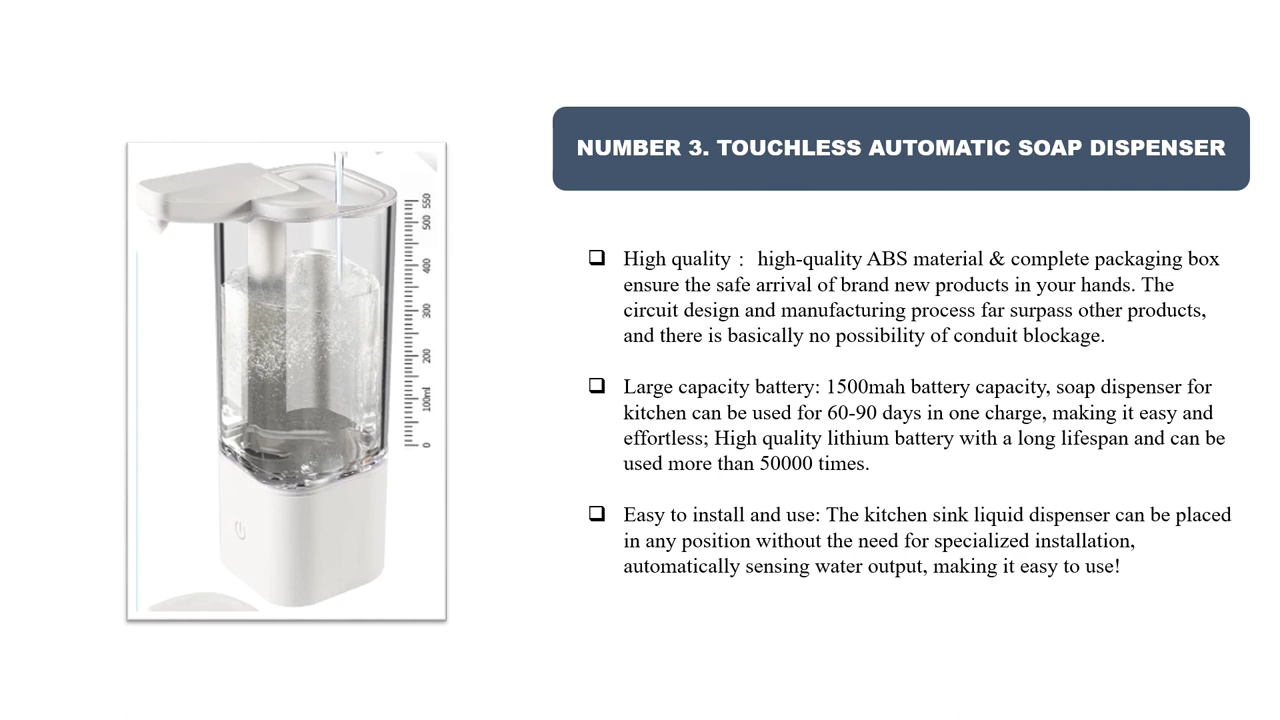 NUMBER 3. TOUCHLESS AUTOMATIC SOAP DISPENSER
550
500
400
300
200
100ml
0
❑ High quality： high-quality ABS material & complete packaging box
ensure the safe arrival of brand new products in your hands. The
circuit design and manufacturing process far surpass other products,
and there is basically no possibility of conduit blockage.
❑ Large capacity battery: 1500mah battery capacity, soap dispenser for
kitchen can be used for 60-90 days in one charge, making it easy and
effortless; High quality lithium battery with a long lifespan and can be
used more than 50000 times.
❑ Easy to install and use: The kitchen sink liquid dispenser can be placed
in any position without the need for specialized installation,
automatically sensing water output, making it easy to use!